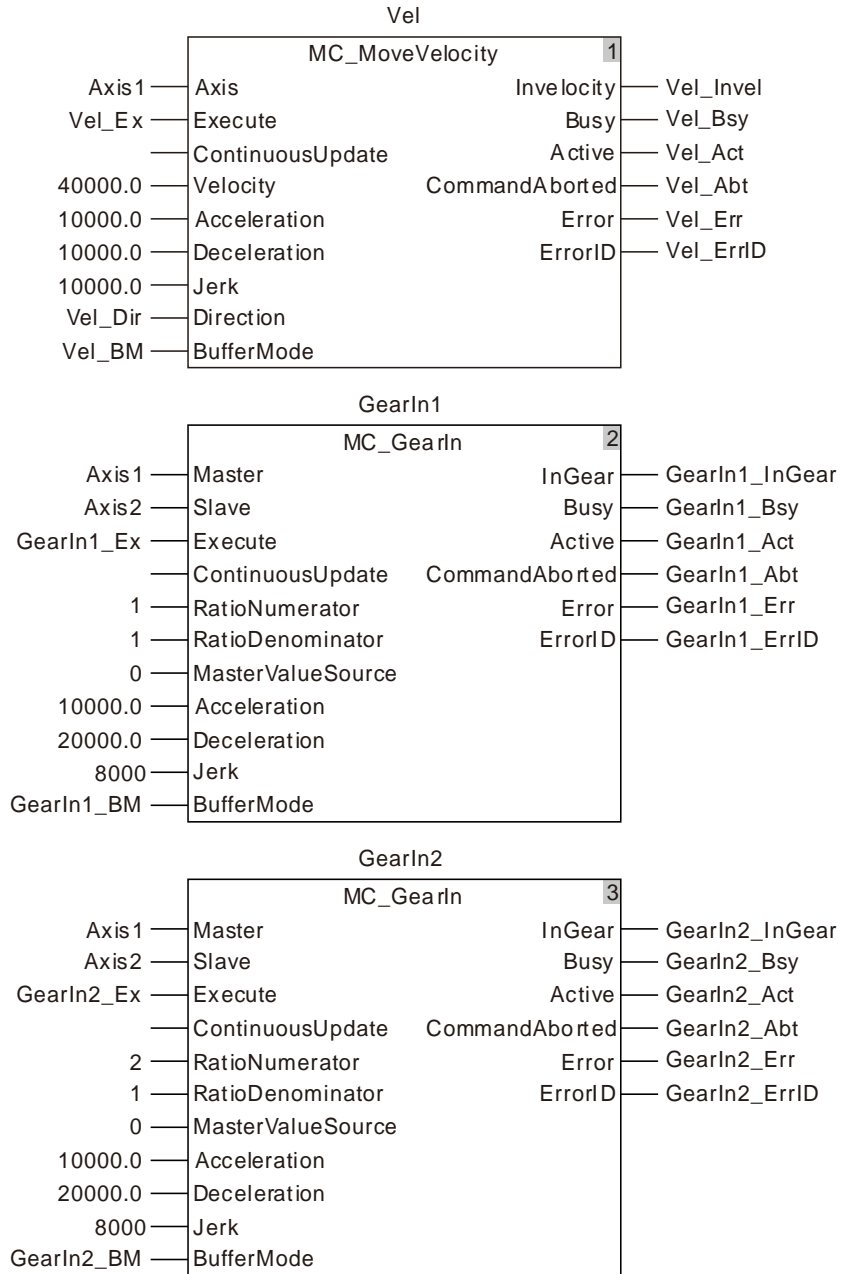 Vel
MC_MoveVelocity 1
Axis1 Axis Invelocity Vel_Invel
Vel_Ex Execute Busy Vel_Bsy
ContinuousUpdate Active Vel_Act
40000.0 Velocity CommandAborted Vel_Abt
10000.0 Acceleration Error Vel_Err
10000.0 Deceleration ErrorID Vel_ErrID
10000.0 Jerk
Vel_Dir Direction
Vel_BM BufferMode
GearIn1
MC_GearIn 2
Axis1 Master InGear GearIn1_InGear
Axis2 Slave Busy GearIn1_Bsy
GearIn1_Ex Execute Active GearIn1_Act
ContinuousUpdate CommandAborted GearIn1_Abt
1 RatioNumerator Error GearIn1_Err
1 RatioDenominator ErrorID GearIn1_ErrID
0 MasterValueSource
10000.0 Acceleration
20000.0 Deceleration
8000 Jerk
GearIn1_BM BufferMode
GearIn2
MC_GearIn 3
Axis1 Master InGear GearIn2_InGear
Axis2 Slave Busy GearIn2_Bsy
GearIn2_Ex Execute Active GearIn2_Act
ContinuousUpdate CommandAborted GearIn2_Abt
2 RatioNumerator Error GearIn2_Err
1 RatioDenominator ErrorID GearIn2_ErrID
0 MasterValueSource
10000.0 Acceleration
20000.0 Deceleration
8000 Jerk
GearIn2_BM BufferMode